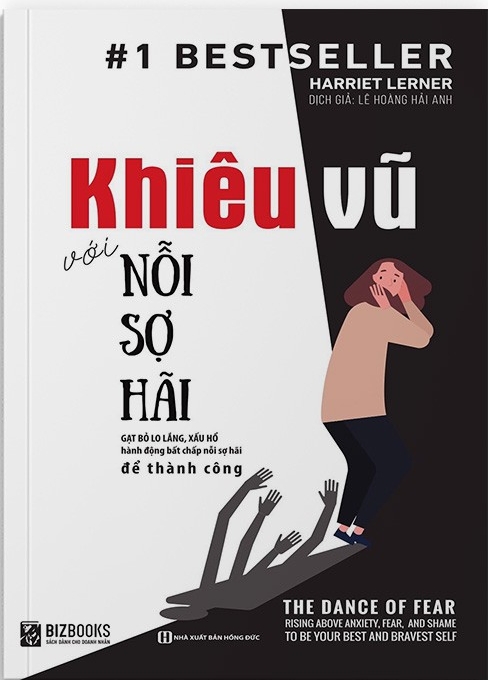 #1 BESTSELLER
HARRIET LERNER
DỊCH GIẢ: LÊ HOÀNG HẢI ANH
Khiêu vũ
với
NỖI
SỢ
HÃI
GẠT BỎ LO LẮNG, XẤU HỔ
hành động bất chấp nỗi sợ hãi
để thành công
THE DANCE OF FEAR
RISING ABOVE ANXIETY, FEAR, AND SHAME
TO BE YOUR BEST AND BRAVEST SELF
BIZBOOKS
SÁCH DÀNH CHO DOANH NHÂN
H NHÀ XUẤT BẢN HỒNG ĐỨC